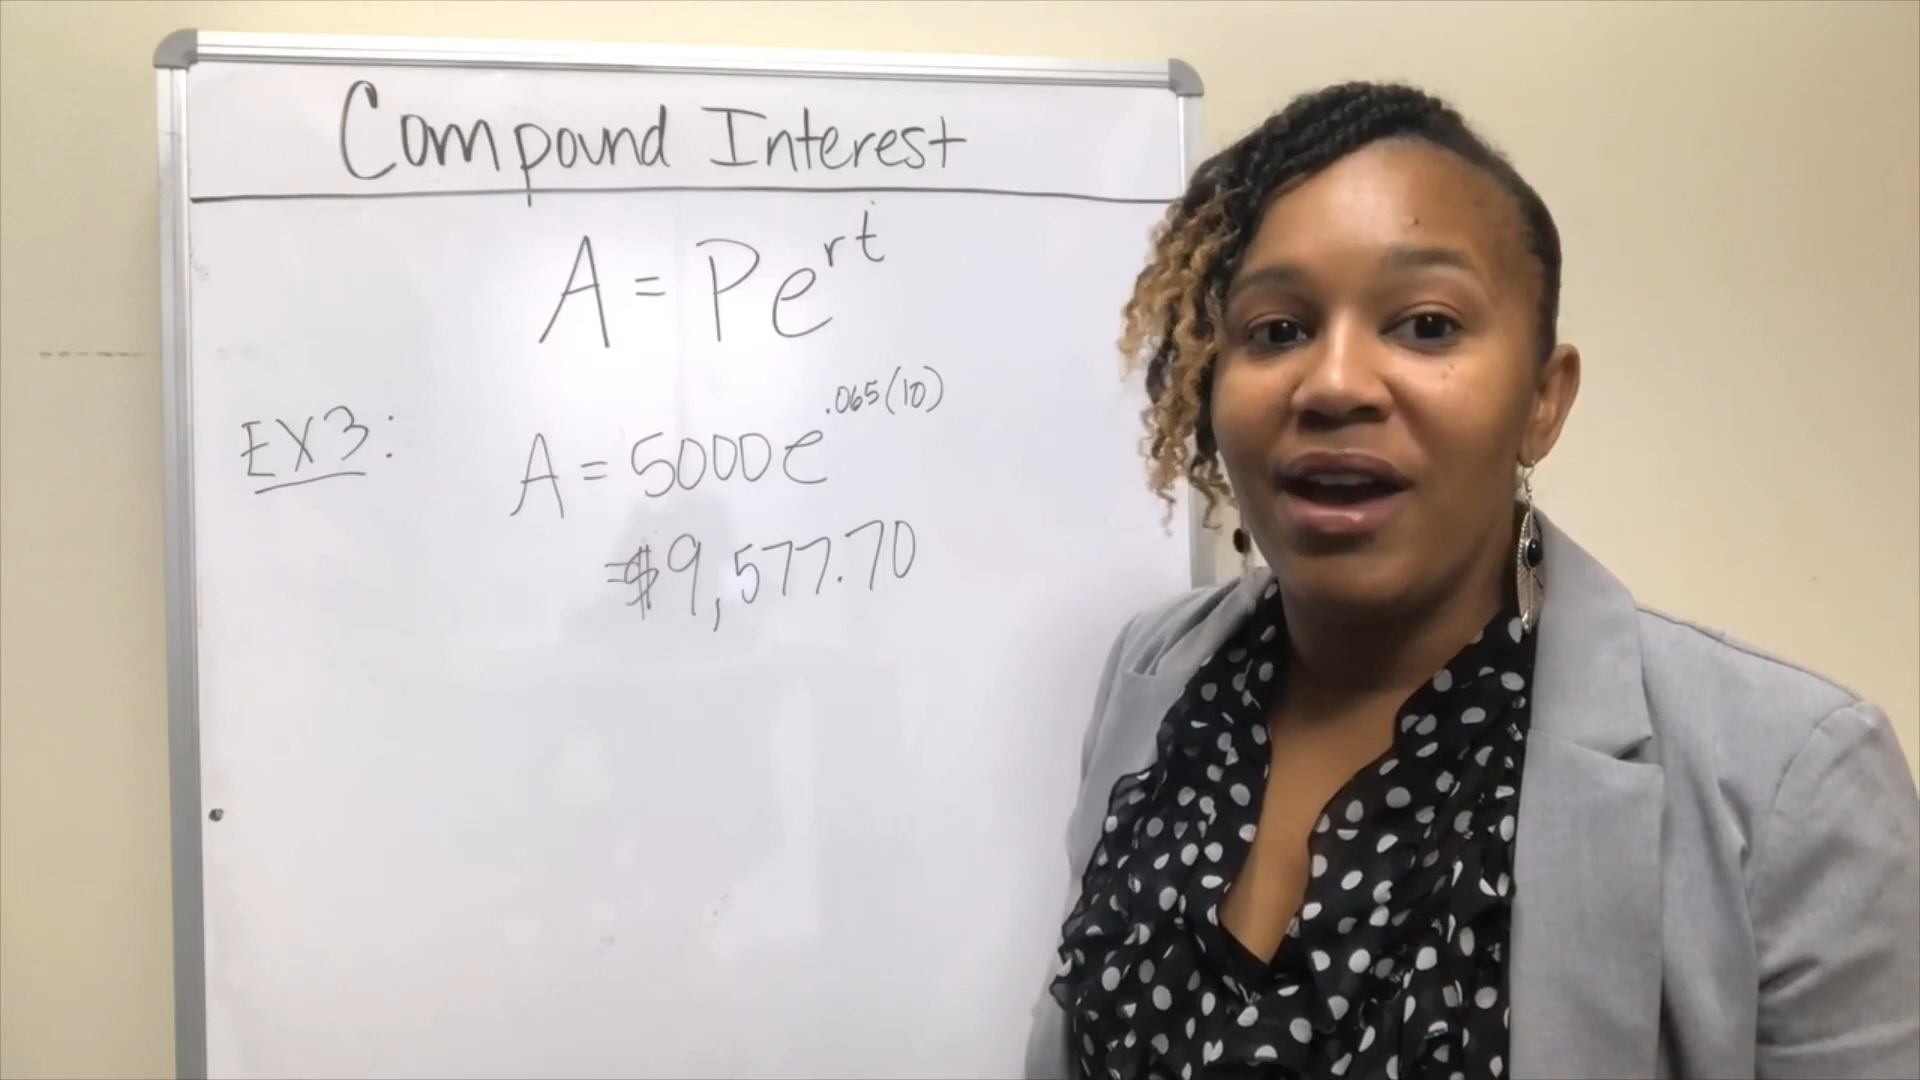 Compound Interest
A = Pe^rt
EX3: A = 5000e^.065(10)
=$9,577.70